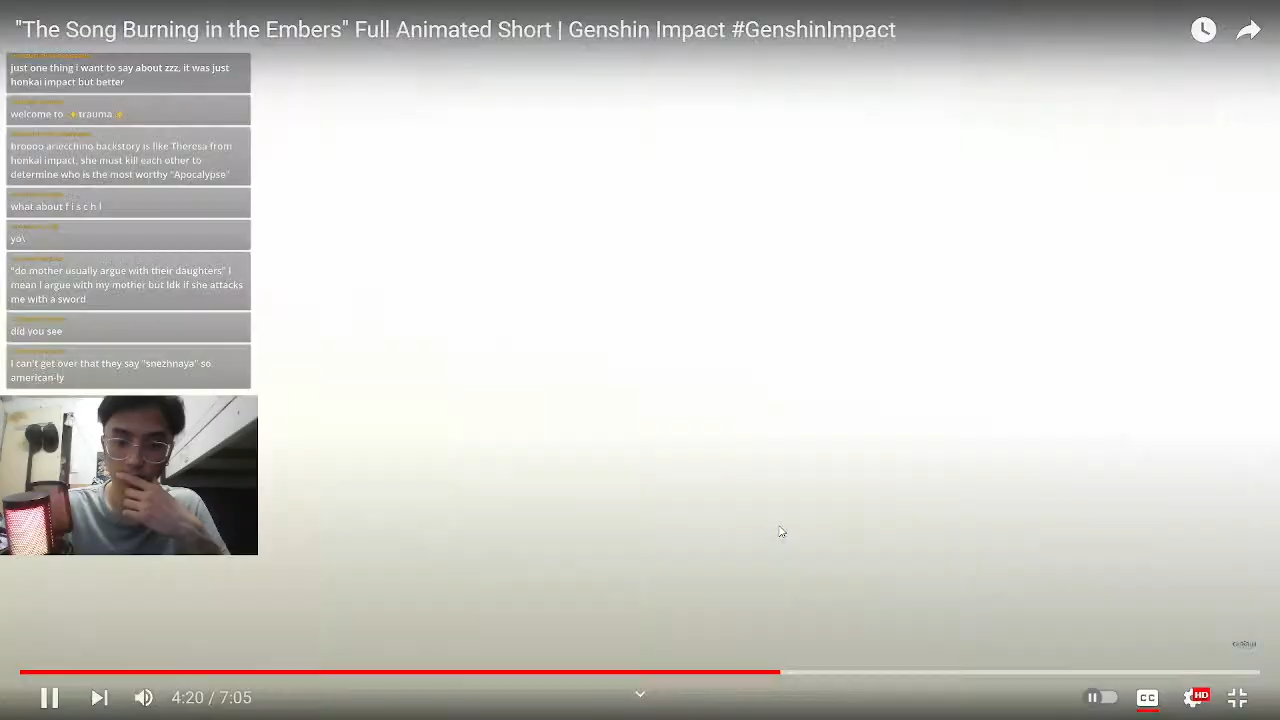 "The Song Burning in the Embers" Full Animated Short | Genshin Impact #GenshinImpact
just one thing i want to say about zzz, it was just
honkai impact but better
welcome to ✨trauma✨
broooo arlecchino backstory is like Theresa from
honkai impact, she must kill each other to
determine who is the most worthy "Apocalypse"
what about f i s c h l
yo\
"do mother usually argue with their daughters" I
mean I argue with my mother but Idk if she attacks
me with a sword
did you see
I can't get over that they say "snezhnaya" so
american-ly
4:20 / 7:05
CC
HD